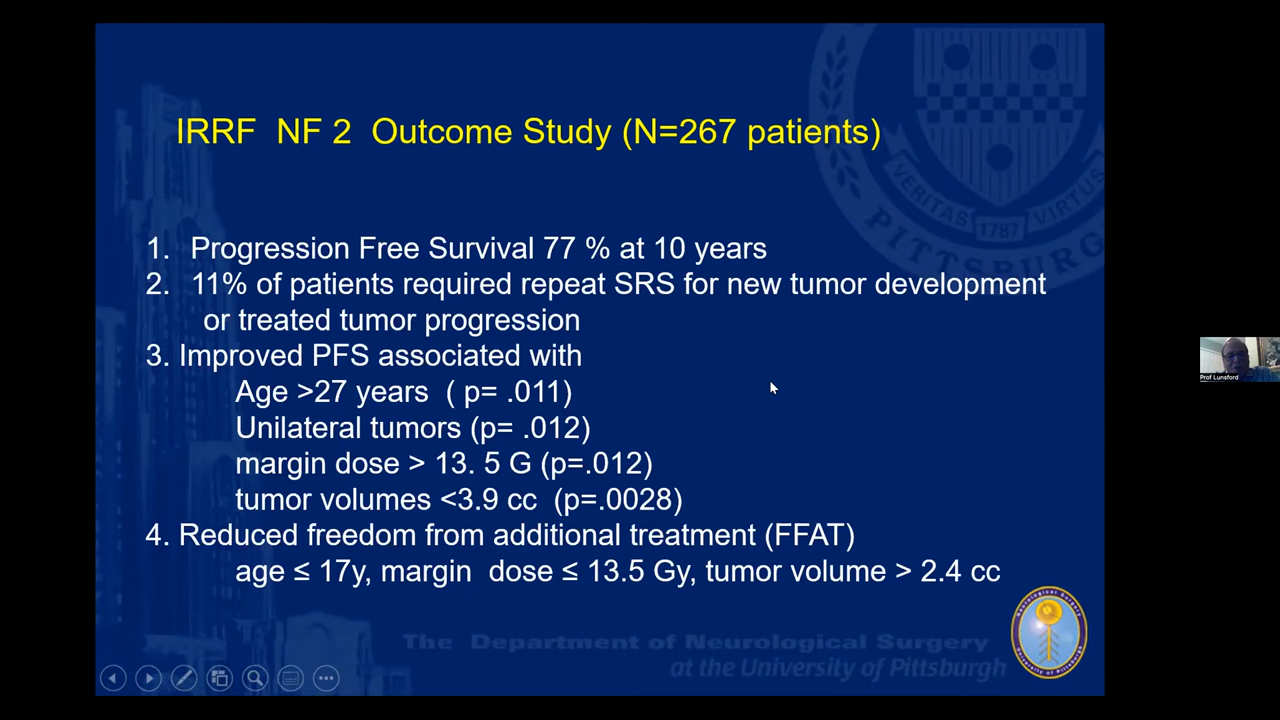 IRRF NF 2 Outcome Study (N=267 patients)
1. Progression Free Survival 77 % at 10 years
2. 11% of patients required repeat SRS for new tumor development
or treated tumor progression
3. Improved PFS associated with
Age >27 years ( p= .011)
Unilateral tumors (p= .012)
margin dose > 13. 5 G (p=.012)
tumor volumes <3.9 cc (p=.0028)
4. Reduced freedom from additional treatment (FFAT)
age ≤ 17y, margin dose ≤ 13.5 Gy, tumor volume > 2.4 cc
The Department of Neurological Surgery
at the University of Pittsburgh
VERITAS 1787 VIRTUS
PITTSBURGH
Prof Lunsford